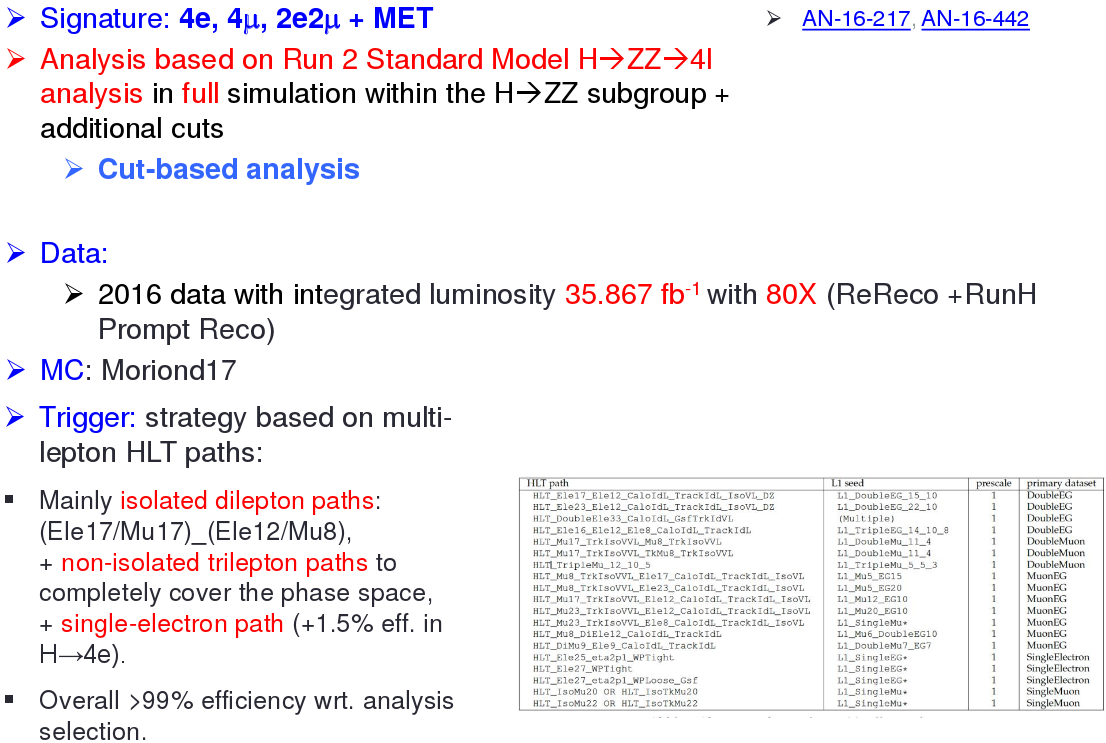 ➢ Signature: 4e, 4μ, 2e2μ + MET
➢ AN-16-217, AN-16-442
➢ Analysis based on Run 2 Standard Model H→ZZ→4l
analysis in full simulation within the H→ZZ subgroup +
additional cuts
➢ Cut-based analysis
➢ Data:
➢ 2016 data with integrated luminosity 35.867 fb⁻¹ with 80X (ReReco +RunH
Prompt Reco)
➢ MC: Moriond17
➢ Trigger: strategy based on multi-
lepton HLT paths:
▪ Mainly isolated dilepton paths:
(Ele17/Mu17)_(Ele12/Mu8),
+ non-isolated trilepton paths to
completely cover the phase space,
+ single-electron path (+1.5% eff. in
H→4e).
▪ Overall >99% efficiency wrt. analysis
selection.
HLT path L1 seed prescale primary dataset
HLT_Ele17_Ele12_CaloIdL_TrackIdL_IsoVL_DZ L1_DoubleEG_15_10 1 DoubleEG
HLT_Ele23_Ele12_CaloIdL_TrackIdL_IsoVL_DZ L1_DoubleEG_22_10 1 DoubleEG
HLT_DoubleEle33_CaloIdL_GsfTrkIdVL (Multiple) 1 DoubleEG
HLT_Ele16_Ele12_Ele8_CaloIdL_TrackIdL L1_TripleEG_14_10_8 1 DoubleEG
HLT_Mu17_TrkIsoVVL_Mu8_TrkIsoVVL L1_DoubleMu_11_4 1 DoubleMuon
HLT_Mu17_TrkIsoVVL_TkMu8_TrkIsoVVL L1_DoubleMu_11_4 1 DoubleMuon
HLT_TripleMu_12_10_5 L1_TripleMu_5_5_3 1 DoubleMuon
HLT_Mu8_TrkIsoVVL_Ele17_CaloIdL_TrackIdL_IsoVL L1_Mu5_EG15 1 MuonEG
HLT_Mu8_TrkIsoVVL_Ele23_CaloIdL_TrackIdL_IsoVL L1_Mu5_EG20 1 MuonEG
HLT_Mu17_TrkIsoVVL_Ele12_CaloIdL_TrackIdL_IsoVL L1_Mu12_EG10 1 MuonEG
HLT_Mu23_TrkIsoVVL_Ele12_CaloIdL_TrackIdL_IsoVL L1_Mu20_EG10 1 MuonEG
HLT_Mu23_TrkIsoVVL_Ele8_CaloIdL_TrackIdL_IsoVL L1_SingleMu* 1 MuonEG
HLT_Mu8_DiEle12_CaloIdL_TrackIdL L1_Mu6_DoubleEG10 1 MuonEG
HLT_DiMu9_Ele9_CaloIdL_TrackIdL L1_DoubleMu7_EG7 1 MuonEG
HLT_Ele25_eta2p1_WPTight L1_SingleEG* 1 SingleElectron
HLT_Ele27_WPTight L1_SingleEG* 1 SingleElectron
HLT_Ele27_eta2p1_WPLoose_Gsf L1_SingleEG* 1 SingleElectron
HLT_IsoMu20 OR HLT_IsoTkMu20 L1_SingleMu* 1 SingleMuon
HLT_IsoMu22 OR HLT_IsoTkMu22 L1_SingleMu* 1 SingleMuon